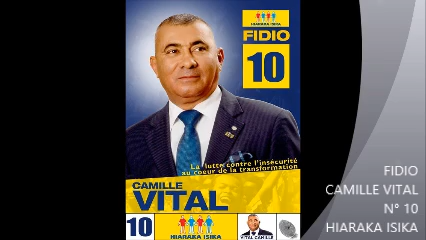 HIARAKA ISIKA
FIDIO
10
La lutte contre l'insécurité
au coeur de la transformation
CAMILLE
VITAL
10
HIARAKA ISIKA
VITAL CAMILLE
FIDIO
CAMILLE VITAL
N° 10
HIARAKA ISIKA